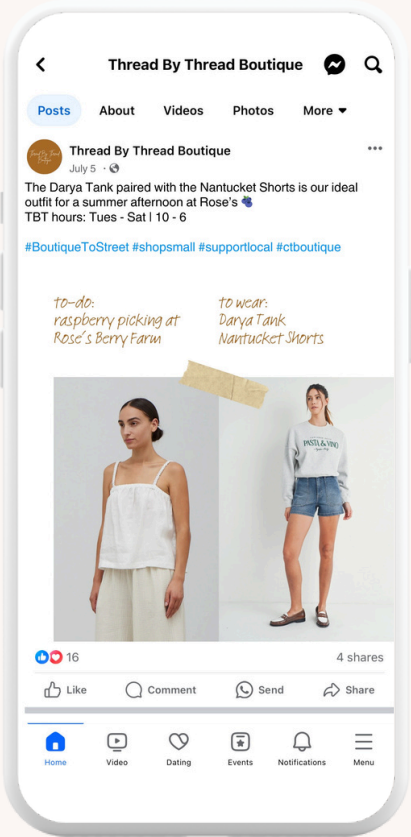 Thread By Thread Boutique
Posts About Videos Photos More
Thread By Thread Boutique
July 5 ·
The Darya Tank paired with the Nantucket Shorts is our ideal
outfit for a summer afternoon at Rose's
TBT hours: Tues - Sat | 10 - 6
#BoutiqueToStreet #shopsmall #supportlocal #ctboutique
to-do:
raspberry picking at
Rose's Berry Farm
to wear:
Darya Tank
Nantucket Shorts
PASTA & VINO
16
4 shares
Like Comment Send Share
Home Video Dating Events Notifications Menu